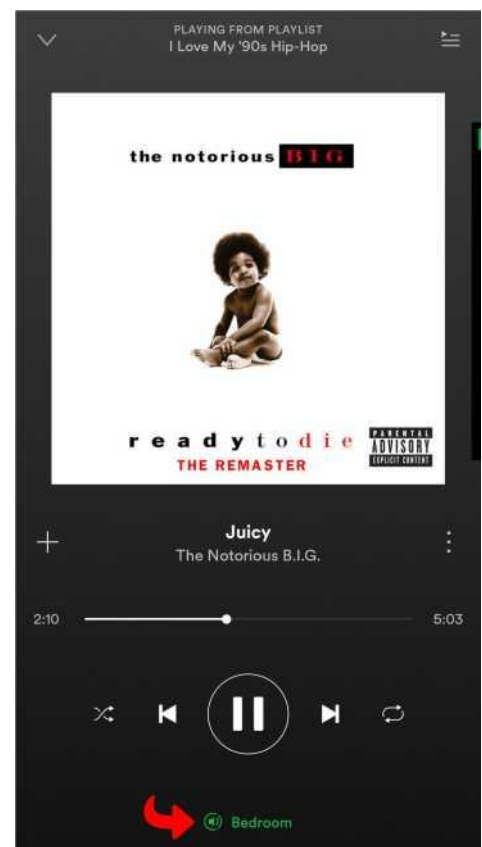 PLAYING FROM PLAYLIST
I Love My '90s Hip-Hop
the notorious BIG
ready to die
THE REMASTER
PARENTAL
ADVISORY
EXPLICIT CONTENT
Juicy
The Notorious B.I.G.
2:10
5:03
Bedroom